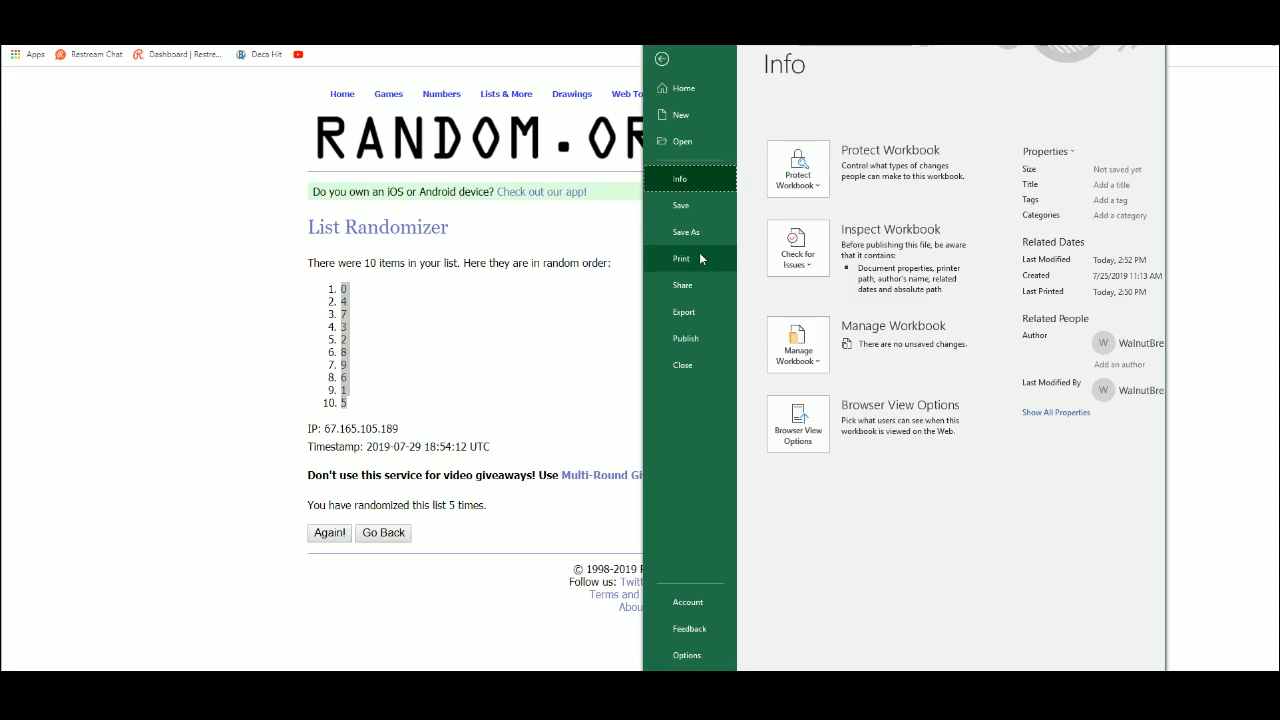 Apps Restream Chat Dashboard | Restre... Deca Hit
Home Games Numbers Lists & More Drawings Web To
RANDOM.OR
Do you own an iOS or Android device? Check out our app!
List Randomizer
There were 10 items in your list. Here they are in random order:
1. 0
2. 4
3. 7
4. 3
5. 2
6. 8
7. 9
8. 6
9. 1
10. 5
IP: 67.165.105.189
Timestamp: 2019-07-29 18:54:12 UTC
Don't use this service for video giveaways! Use Multi-Round Gi
You have randomized this list 5 times.
Again! Go Back
© 1998-2019 R
Follow us: Twitt
Terms and
Abou
Home
New
Open
Info
Save
Save As
Print
Share
Export
Publish
Close
Account
Feedback
Options
Info
Protect
Workbook
Protect Workbook
Control what types of changes
people can make to this workbook.
Check for
Issues
Inspect Workbook
Before publishing this file, be aware
that it contains:
Document properties, printer
path, author's name, related
dates and absolute path
Manage
Workbook
Manage Workbook
There are no unsaved changes.
Browser View
Options
Browser View Options
Pick what users can see when this
workbook is viewed on the Web.
Properties
Size Not saved yet
Title Add a title
Tags Add a tag
Categories Add a category
Related Dates
Last Modified Today, 2:52 PM
Created 7/25/2019 11:13 AM
Last Printed Today, 2:50 PM
Related People
Author W WalnutBre
Add an author
Last Modified By W WalnutBre
Show All Properties